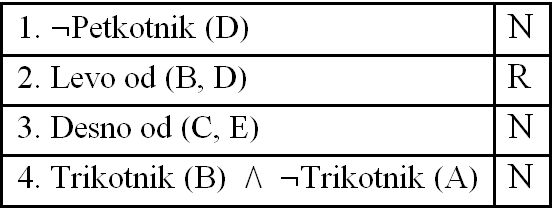 1. ¬Petkotnik (D) N
2. Levo od (B, D) R
3. Desno od (C, E) N
4. Trikotnik (B) ∧ ¬Trikotnik (A) N